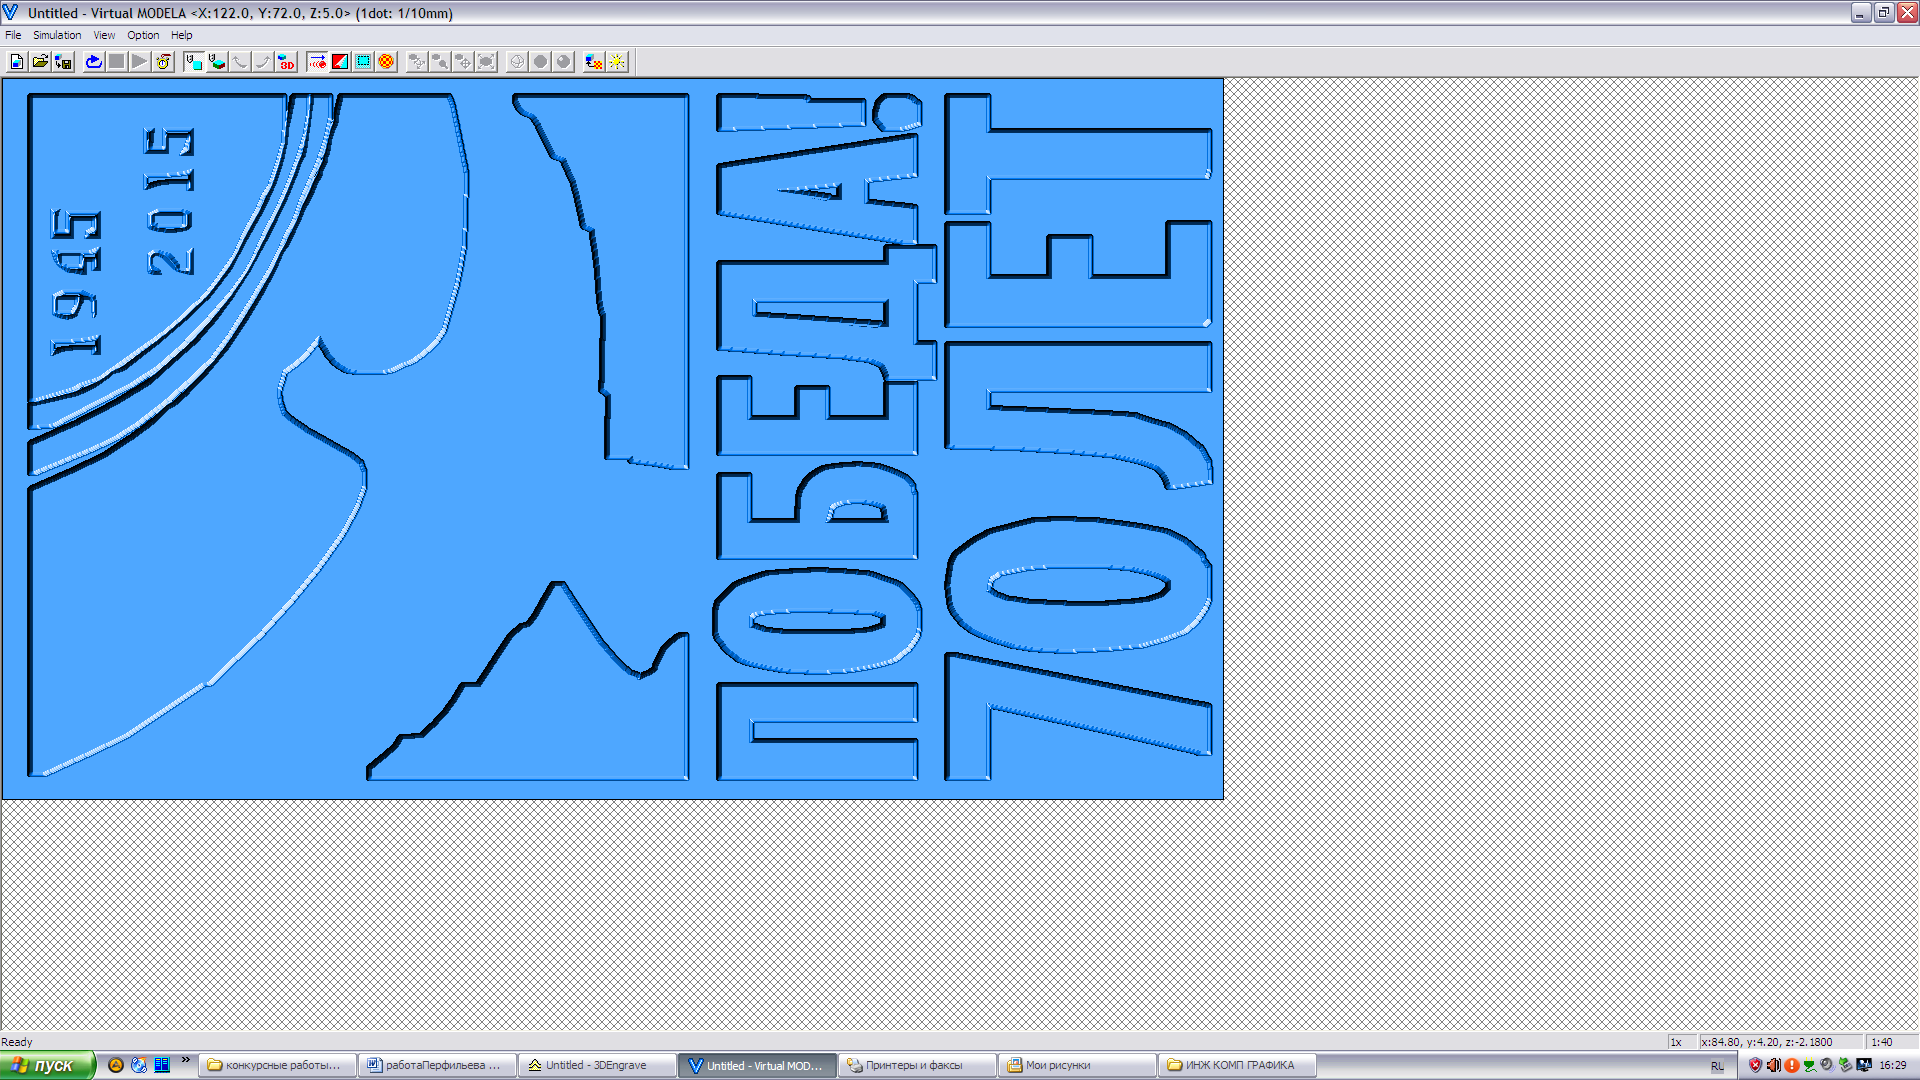 Untitled - Virtual MODELA <X:122.0, Y:72.0, Z:5.0> (1dot: 1/10mm)
File Simulation View Option Help
3D
1995
2015
ПОБЕДА!
70 ЛЕТ
Ready
1x x:84.80, y:4.20, z:-2.1800 1:40
пуск » конкурсные работы... работаПерфильева ... Untitled - 3DEngrave Untitled - Virtual MOD... Принтеры и факсы Мои рисунки ИНЖ КОМП ГРАФИКА RU 16:29